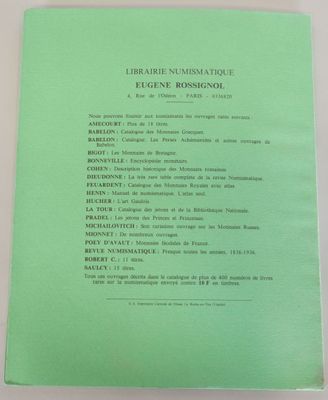 LIBRAIRIE NUMISMATIQUE
EUGENE ROSSIGNOL
4, Rue de l'Odéon - PARIS - 0336820
Nous pouvons fournir aux numismates les ouvrages rares suivants :
AMECOURT : Plus de 14 titres.
BABELON : Catalogue des Monnaies Grecques.
BABELON : Catalogue. Les Perses Achéménides et autres ouvrages de
Babelon.
BIGOT : Les Monnaies de Bretagne.
BONNEVILLE : Encyclopédie monétaire.
COHEN : Description historique des Monnaies romaines.
DIEUDONNE : La très rare table complète de la revue Numismatique.
FEUARDENT : Catalogue des Monnaies Royales avec atlas.
HENIN : Manuel de numismatique. L'atlas seul.
HUCHER : L'art Gaulois.
LA TOUR : Catalogue des jetons de la Bibliothèque Nationale.
PRADEL : Les jetons des Princes et Princesses.
MICHAILOVITCH : Son rarissime ouvrage sur les Monnaies Russes.
MIONNET : De nombreux ouvrages.
POEY D'AVANT : Monnaies féodales de France.
REVUE NUMISMATIQUE : Presque toutes les années, 1836-1936.
ROBERT C. : 11 titres.
SAULCY : 15 titres.
Tous ces ouvrages décrits dans le catalogue de plus de 400 numéros de livres
rares sur la numismatique envoyé contre 10 F en timbres.